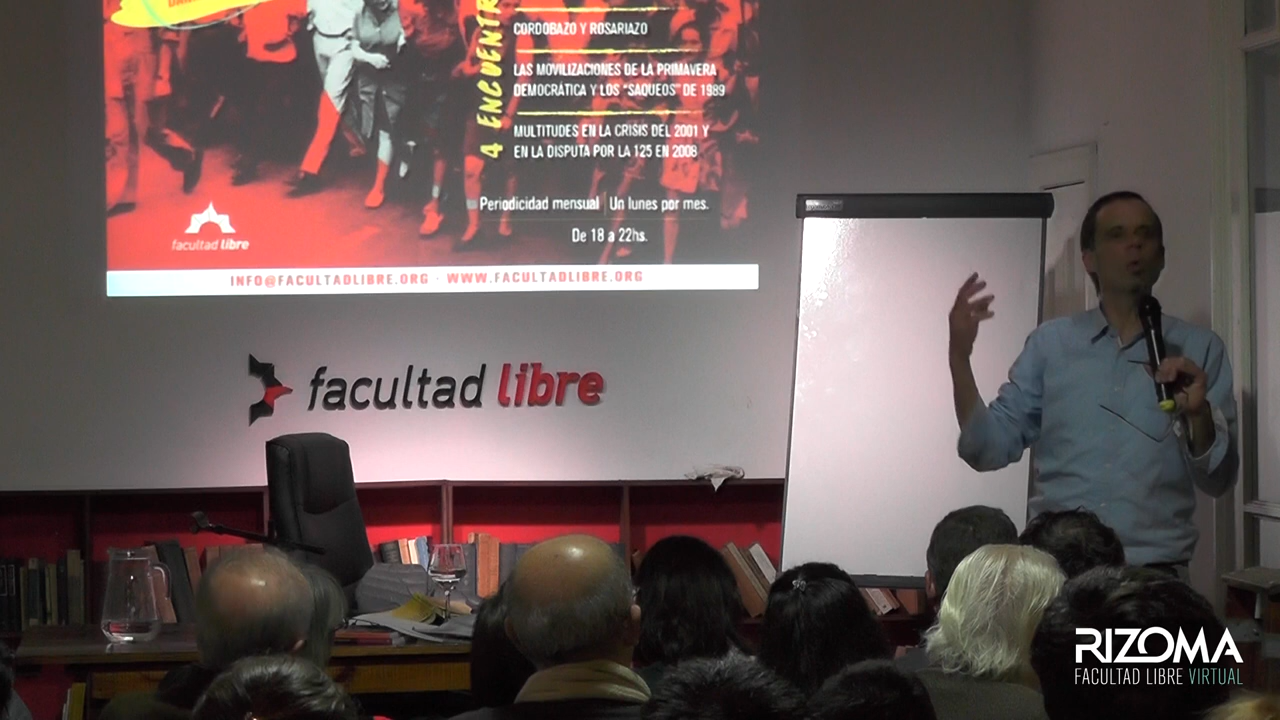 4 ENCUENTR
CORDOBAZO Y ROSARIAZO
LAS MOVILIZACIONES DE LA PRIMAVERA
DEMOCRÁTICA Y LOS "SAQUEOS" DE 1989
MULTITUDES EN LA CRISIS DEL 2001 Y
EN LA DISPUTA POR LA 125 EN 2008
Periodicidad mensual | Un lunes por mes.
De 18 a 22hs.
facultad libre
INFO@FACULTADLIBRE.ORG · WWW.FACULTADLIBRE.ORG
facultad libre
RIZOMA
FACULTAD LIBRE VIRTUAL